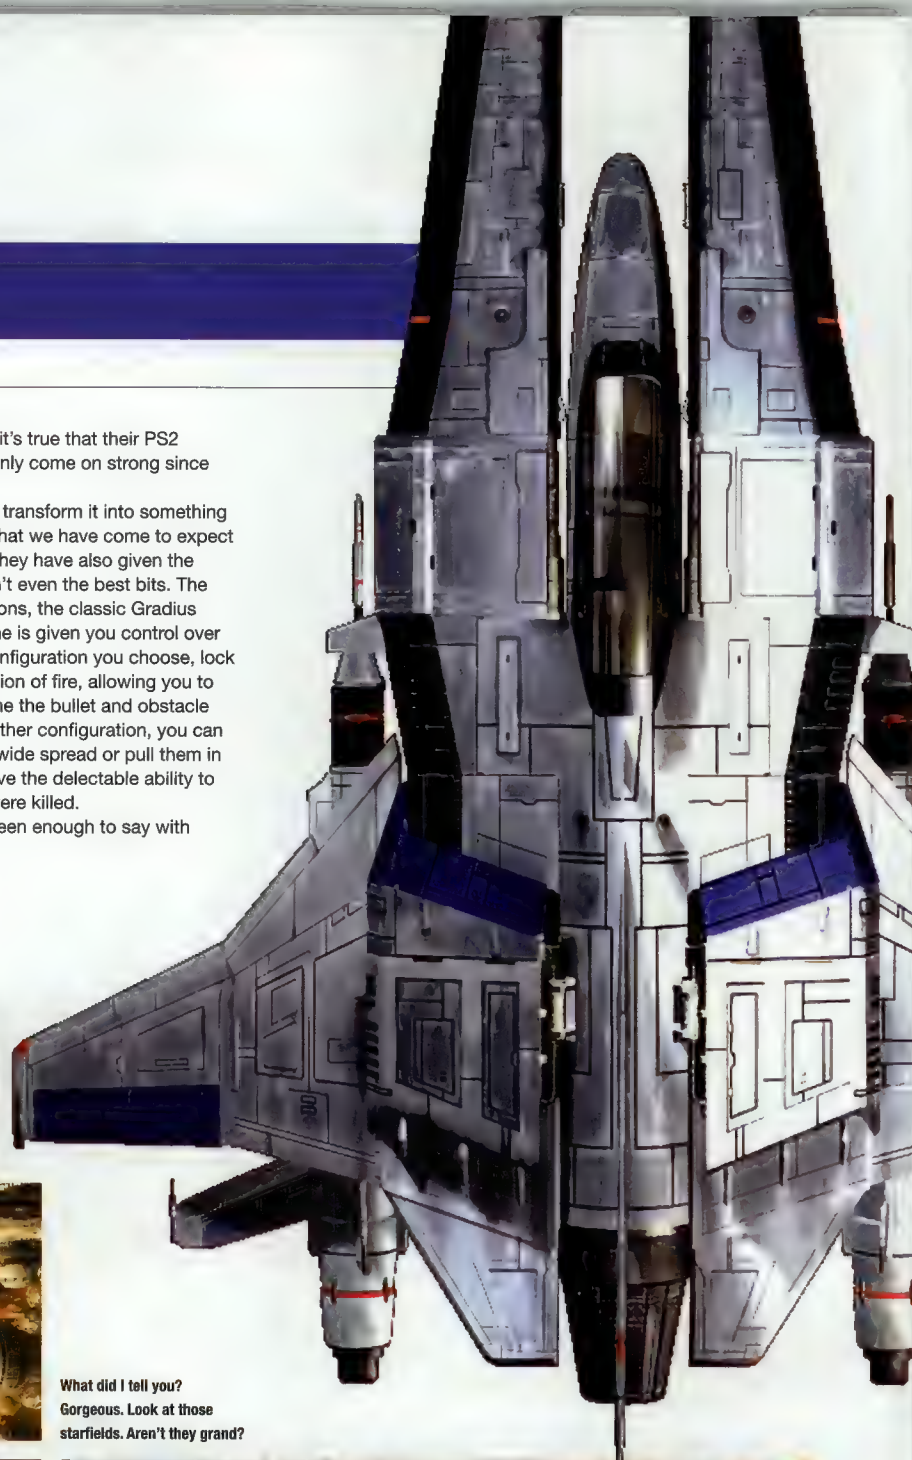 it's true that their PS2
nly come on strong since
transform it into something
hat we have come to expect
hey have also given the
't even the best bits. The
ons, the classic Gradius
ne is given you control over
nfiguration you choose, lock
ion of fire, allowing you to
ne the bullet and obstacle
ther configuration, you can
wide spread or pull them in
ve the delectable ability to
ere killed.
een enough to say with
What did I tell you?
Gorgeous. Look at those
starfields. Aren't they grand?